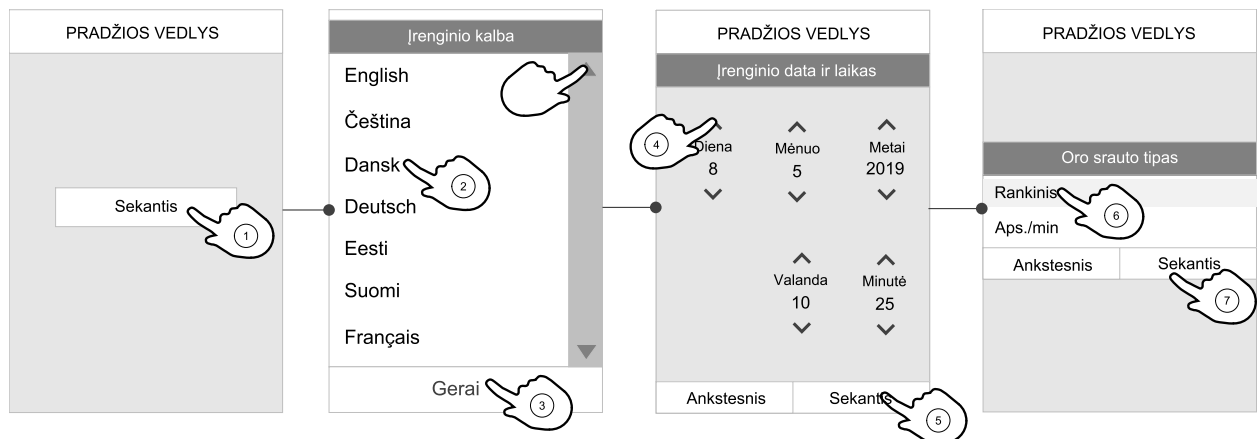 PRADŽIOS VEDLYS
Sekantis
1
Įrenginio kalba
English
Čeština
Dansk
2
Deutsch
Eesti
Suomi
Français
Gerai
3
PRADŽIOS VEDLYS
Įrenginio data ir laikas
4
Diena
Mėnuo
Metai
8
5
2019
Valanda
Minutė
10
25
Ankstesnis
Sekantis
5
PRADŽIOS VEDLYS
Oro srauto tipas
Rankinis
6
Aps./min
Ankstesnis
Sekantis
7